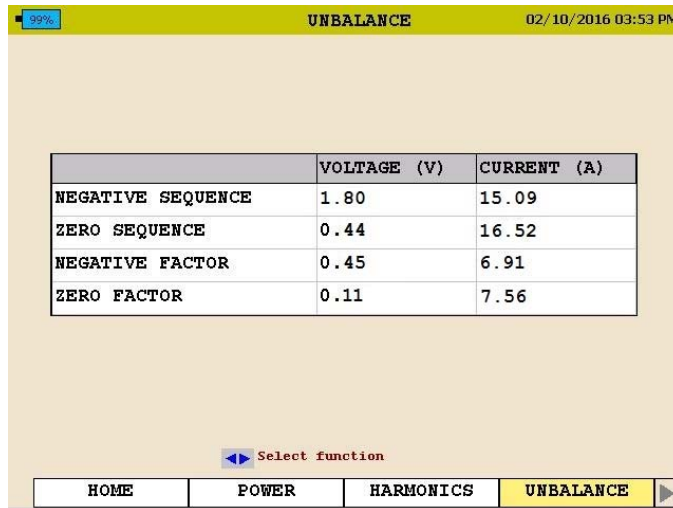 99% UNBALANCE 02/10/2016 03:53 PM
VOLTAGE (V) CURRENT (A)
NEGATIVE SEQUENCE 1.80 15.09
ZERO SEQUENCE 0.44 16.52
NEGATIVE FACTOR 0.45 6.91
ZERO FACTOR 0.11 7.56
Select function
HOME POWER HARMONICS UNBALANCE